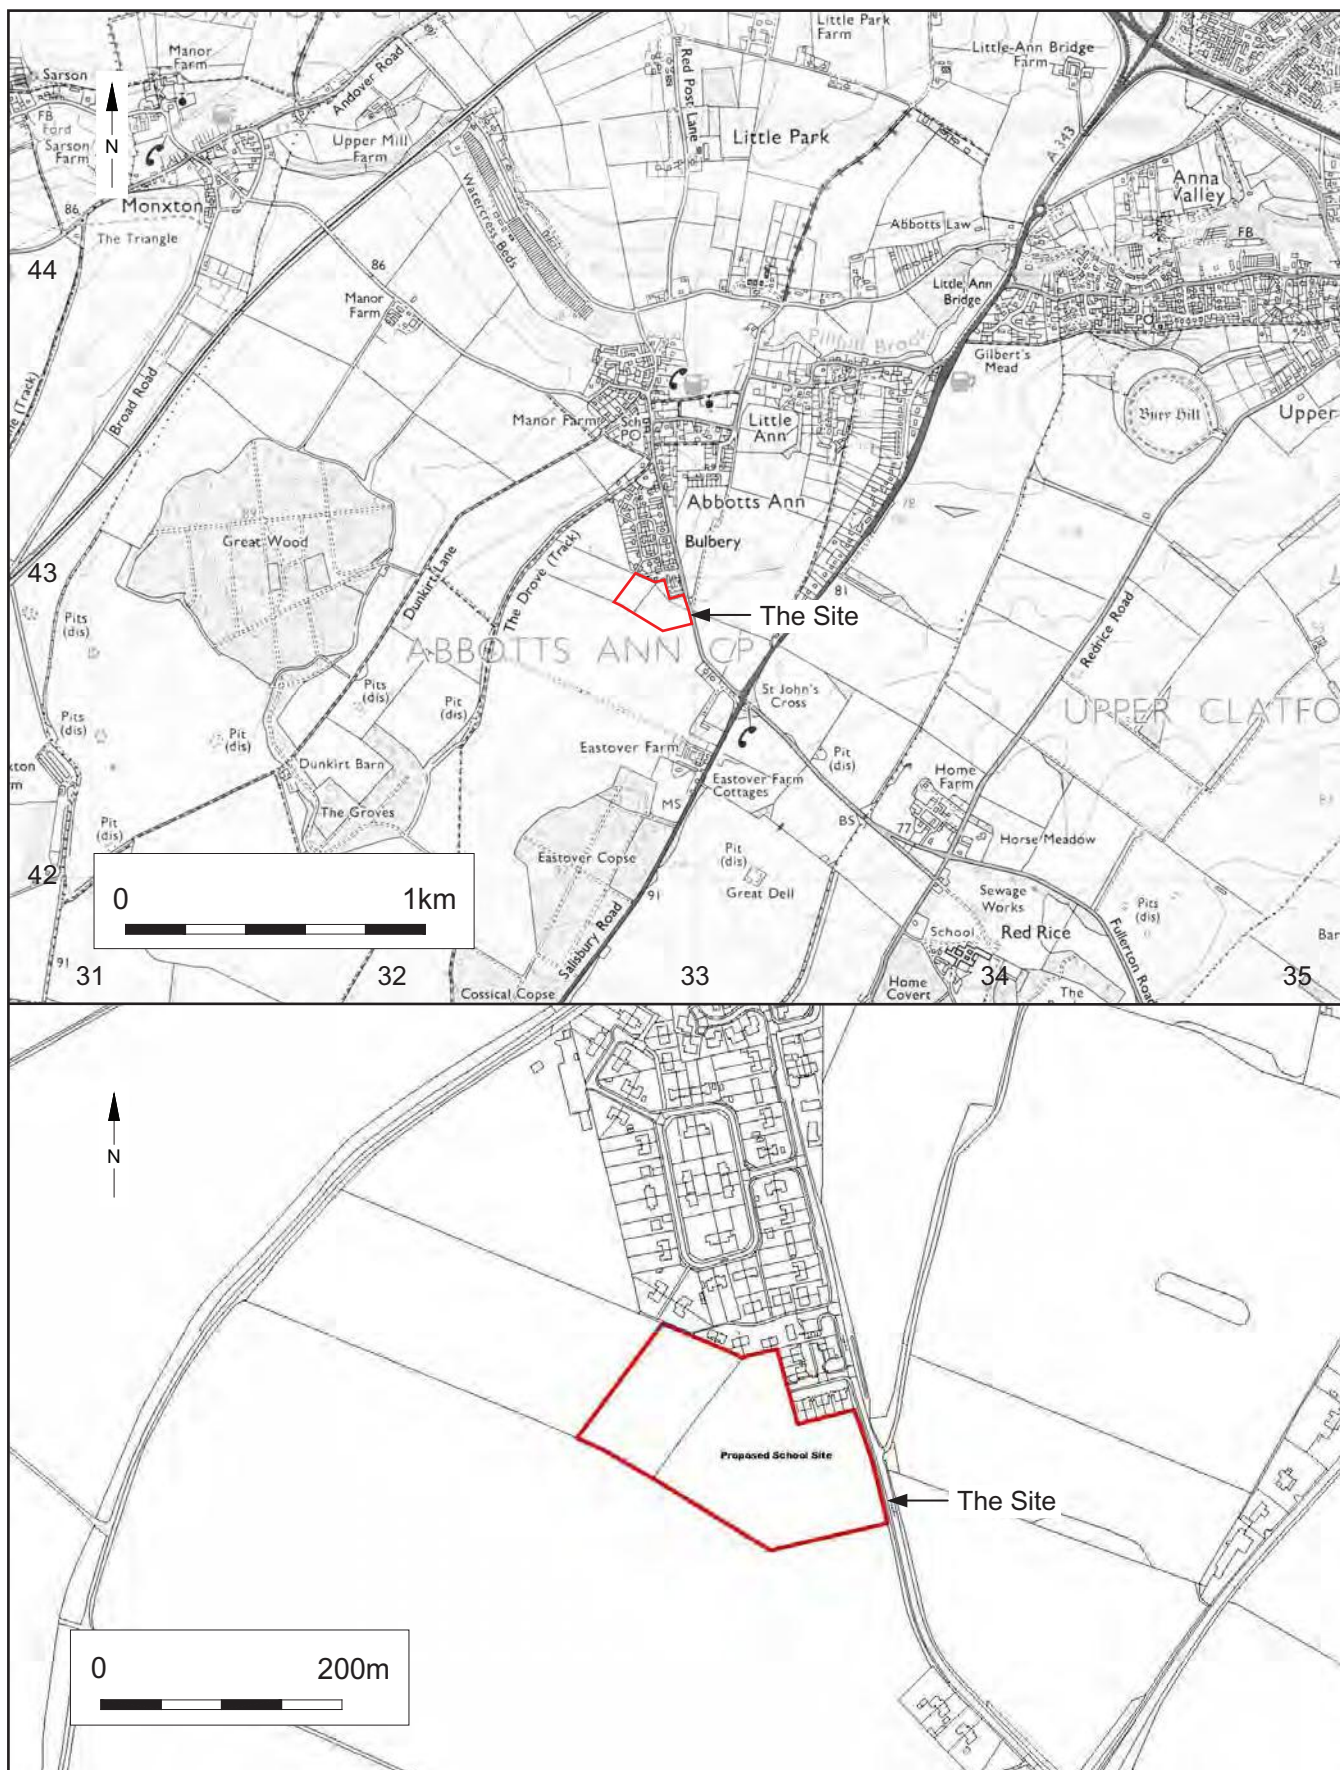 Little Park
Farm
Manor
Farm
Sarson
Little-Ann Bridge
Farm
Andover Road
Red Post Lane
FB
Ford
Sarson
Farm
N
Upper Mill
Farm
Little Park
A 343
Anna
Valley
Watercress Beds
86
Monxton
The Triangle
Abbotts Law
FB
44
86
Manor
Farm
Little Ann
Bridge
PO
Pillhill Brook
Gilbert's
Mead
(Track)
Broad Road
Bury Hill
Upper
Manor Farm
Sch
PO
Little
Ann
Abbotts Ann
78
Great Wood
Bulbery
43
Dunkirt Lane
The Drove (Track)
81
Pits
(dis)
The Site
Redrice Road
ABBOTTS ANN CP
Pits
(dis)
Pit
(dis)
St John's
Cross
UPPER CLATFO
Pits
(dis)
Pit
(dis)
Eastover Farm
Pit
(dis)
Dunkirt Barn
Home
Farm
Eastover Farm
Cottages
The Groves
MS
Pit
(dis)
BS
77
Horse Meadow
Eastover Copse
Pit
(dis)
42
0
1km
Great Dell
91
Sewage
Works
Pits
(dis)
Salisbury Road
School
Red Rice
Fullerton Road
Bar
91
31
32
33
34
35
Cossical Copse
Home
Covert
The
N
Proposed School Site
The Site
0
200m